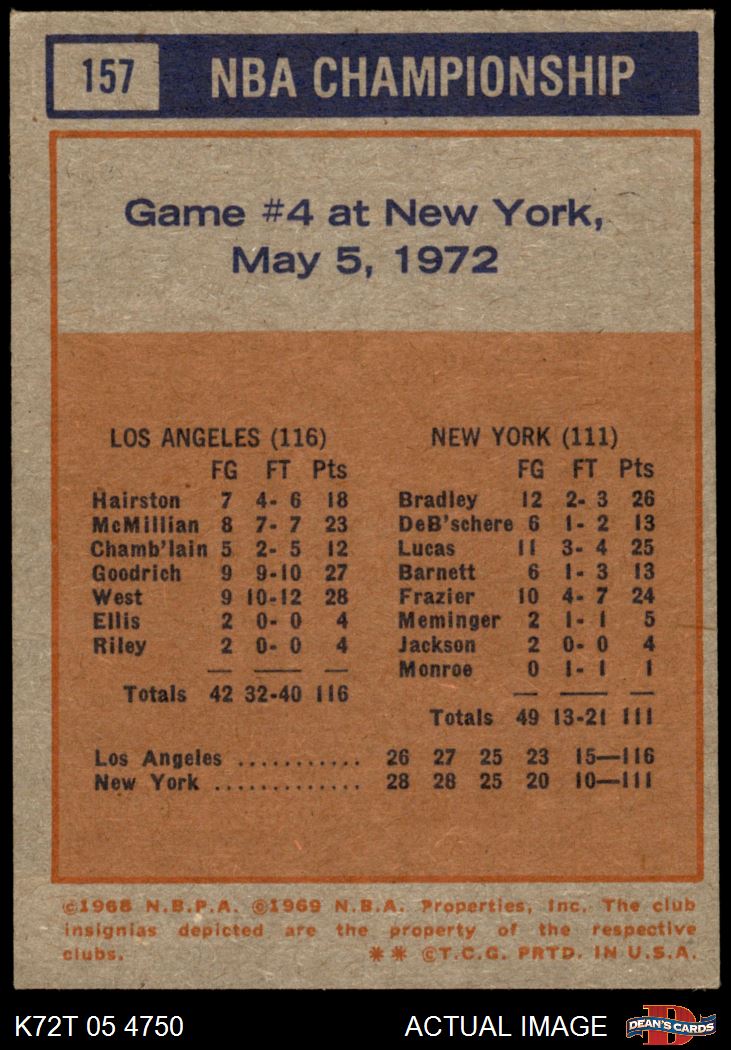 157 NBA CHAMPIONSHIP
Game #4 at New York,
May 5, 1972
LOS ANGELES (116)
FG FT Pts
Hairston 7 4- 6 18
McMillian 8 7- 7 23
Chamb'lain 5 2- 5 12
Goodrich 9 9-10 27
West 9 10-12 28
Ellis 2 0- 0 4
Riley 2 0- 0 4
Totals 42 32-40 116
NEW YORK (111)
FG FT Pts
Bradley 12 2- 3 26
DeB'schere 6 1- 2 13
Lucas 11 3- 4 25
Barnett 6 1- 3 13
Frazier 10 4- 7 24
Meminger 2 1- 1 5
Jackson 2 0- 0 4
Monroe 0 1- 1 1
Totals 49 13-21 111
Los Angeles ........... 26 27 25 23 15—116
New York ............. 28 28 25 20 10—111
©1968 N.B.P.A. ©1969 N.B.A. Properties, Inc. The club
insignias depicted are the property of the respective
clubs. ** ©T.C.G. PRTD. IN U.S.A.
K72T 05 4750 ACTUAL IMAGE DEAN'S CARDS